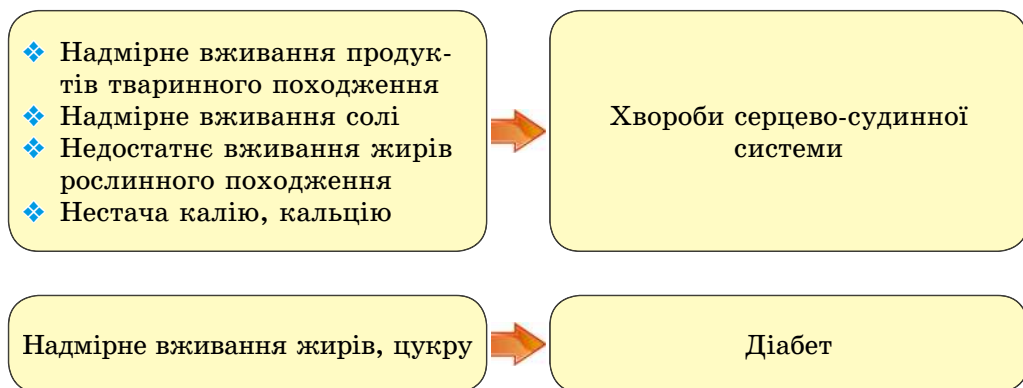 ❖ Надмірне вживання продук-
тів тваринного походження
❖ Надмірне вживання солі
❖ Недостатнє вживання жирів
рослинного походження
❖ Нестача калію, кальцію
Хвороби серцево-судинної
системи
Надмірне вживання жирів, цукру
Діабет